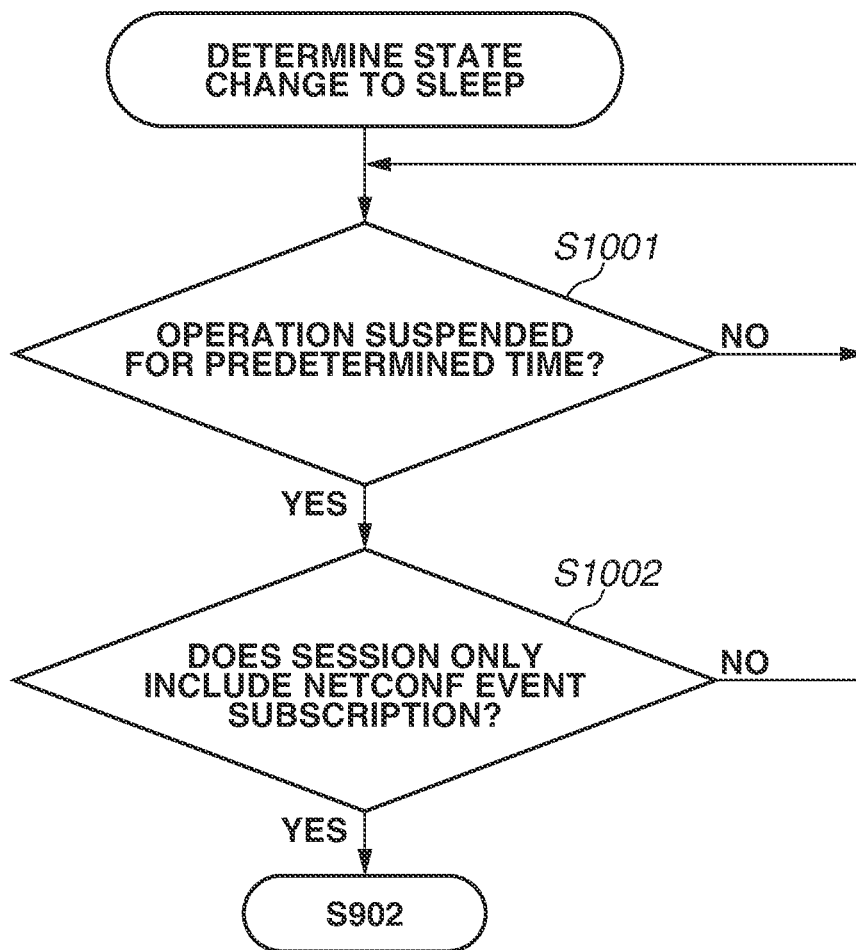 DETERMINE STATE
CHANGE TO SLEEP
S1001
OPERATION SUSPENDED
FOR PREDETERMINED TIME?
NO
YES
S1002
DOES SESSION ONLY
INCLUDE NETCONF EVENT
SUBSCRIPTION?
NO
YES
S902